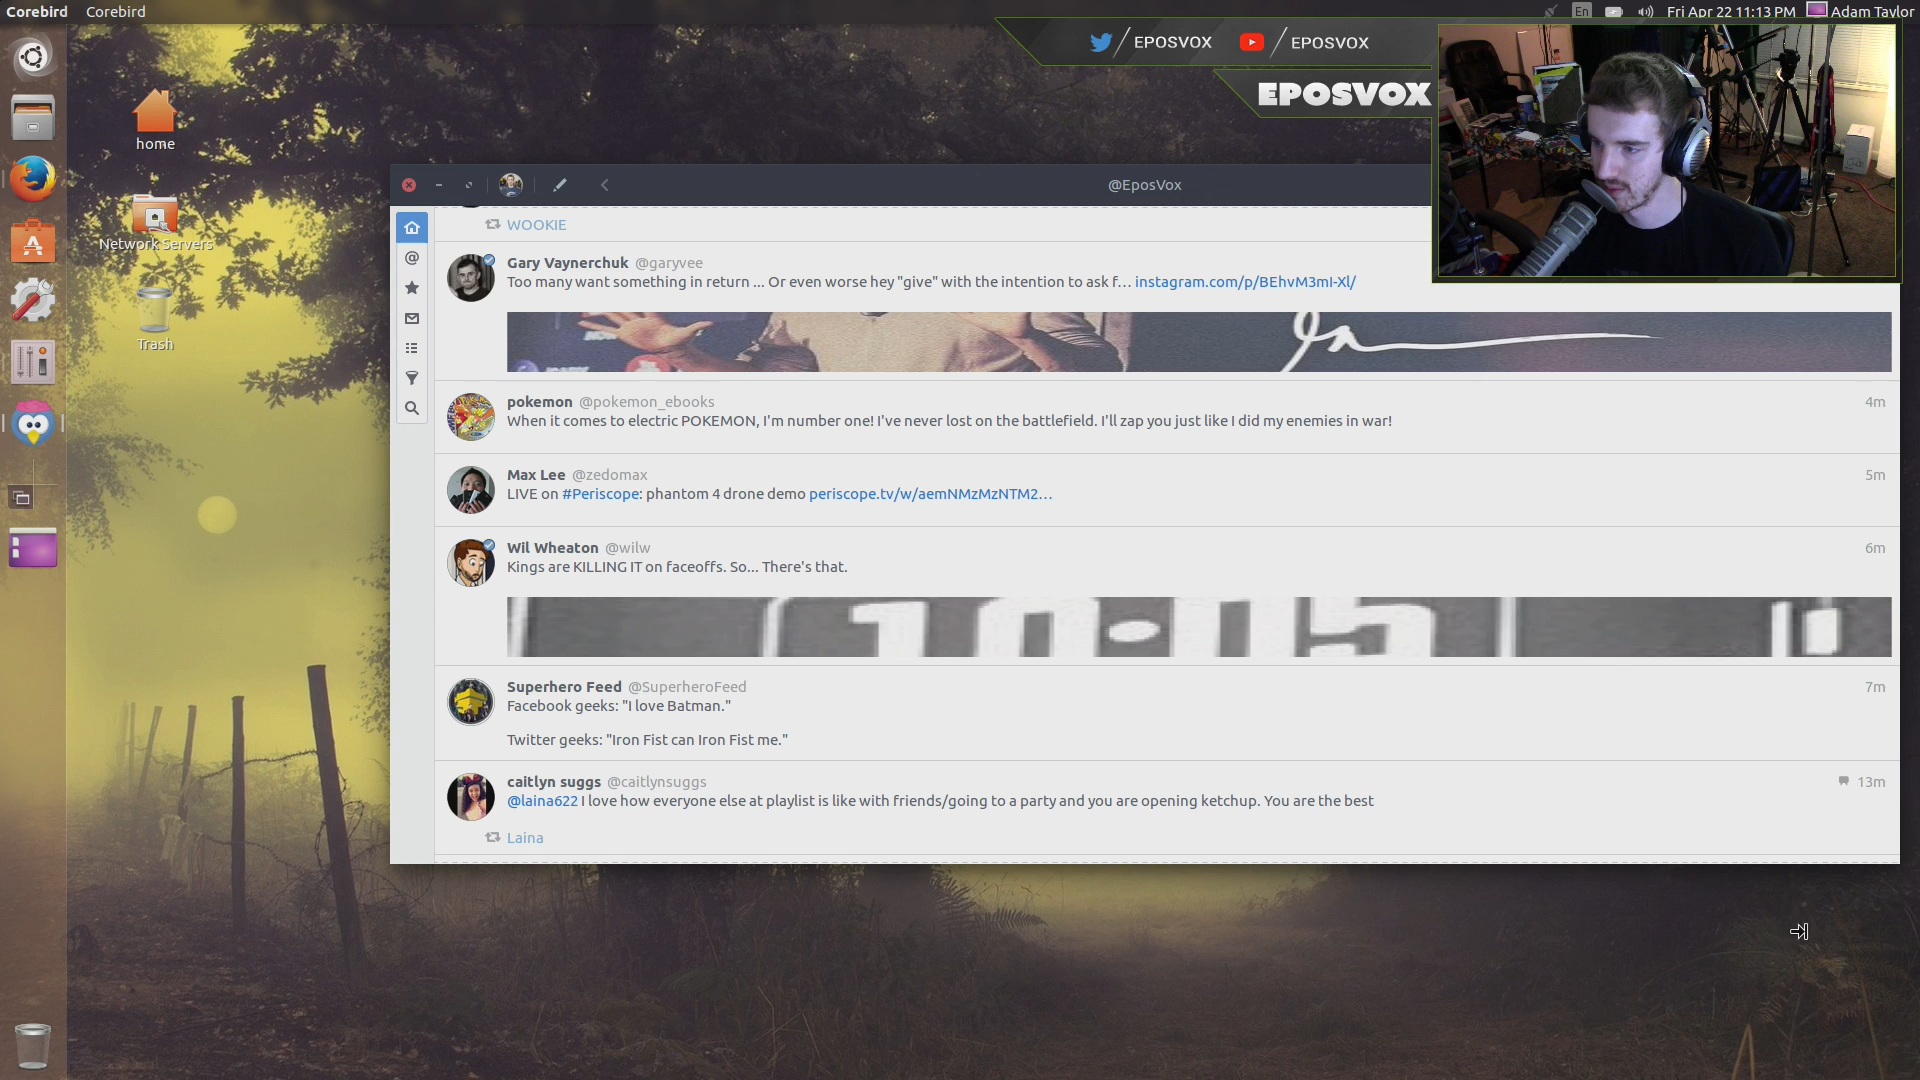 Corebird Corebird
En Fri Apr 22 11:13 PM Adam Taylor
EPOSVOX EPOSVOX
EPOSVOX
home
Network Servers
Trash
@EposVox
WOOKIE
Gary Vaynerchuk @garyvee
Too many want something in return ... Or even worse hey "give" with the intention to ask f… instagram.com/p/BEhvM3mI-Xl/
pokemon @pokemon_ebooks 4m
When it comes to electric POKEMON, I'm number one! I've never lost on the battlefield. I'll zap you just like I did my enemies in war!
Max Lee @zedomax 5m
LIVE on #Periscope: phantom 4 drone demo periscope.tv/w/aemNMzMzNTM2…
Wil Wheaton @wilw 6m
Kings are KILLING IT on faceoffs. So... There's that.
10:05
Superhero Feed @SuperheroFeed 7m
Facebook geeks: "I love Batman."
Twitter geeks: "Iron Fist can Iron Fist me."
caitlyn suggs @caitlynsuggs 13m
@laina622 I love how everyone else at playlist is like with friends/going to a party and you are opening ketchup. You are the best
Laina